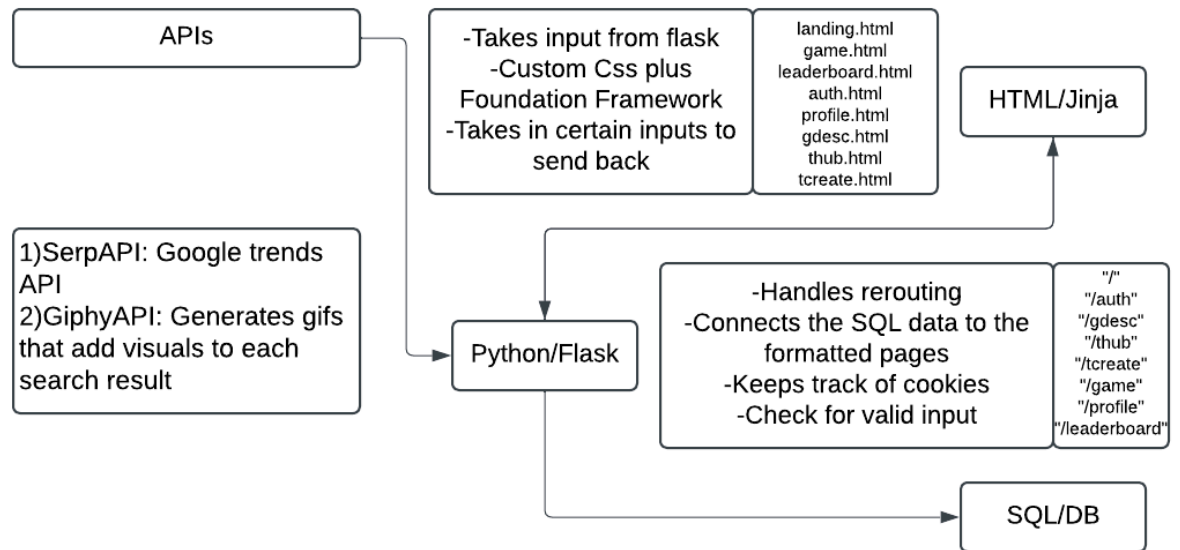 APIs
-Takes input from flask
-Custom Css plus
Foundation Framework
-Takes in certain inputs to
send back
landing.html
game.html
leaderboard.html
auth.html
profile.html
gdesc.html
thub.html
tcreate.html
HTML/Jinja
1)SerpAPI: Google trends
API
2)GiphyAPI: Generates gifs
that add visuals to each
search result
Python/Flask
-Handles rerouting
-Connects the SQL data to the
formatted pages
-Keeps track of cookies
-Check for valid input
"/"
"/auth"
"/gdesc"
"/thub"
"/tcreate"
"/game"
"/profile"
"/leaderboard"
SQL/DB